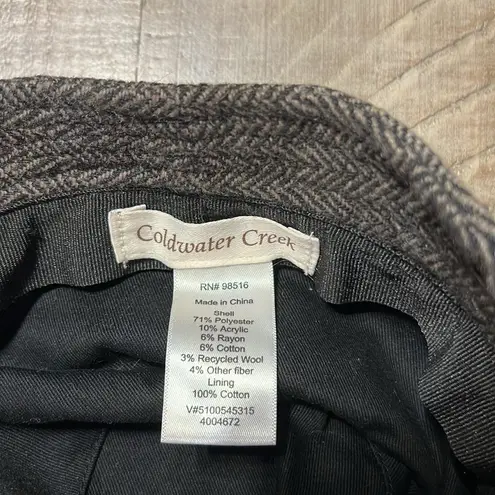 Coldwater Creek
RN# 98516
Made in China
Shell
71% Polyester
10% Acrylic
6% Rayon
6% Cotton
3% Recycled Wool
4% Other fiber
Lining
100% Cotton
V#5100545315
4004672